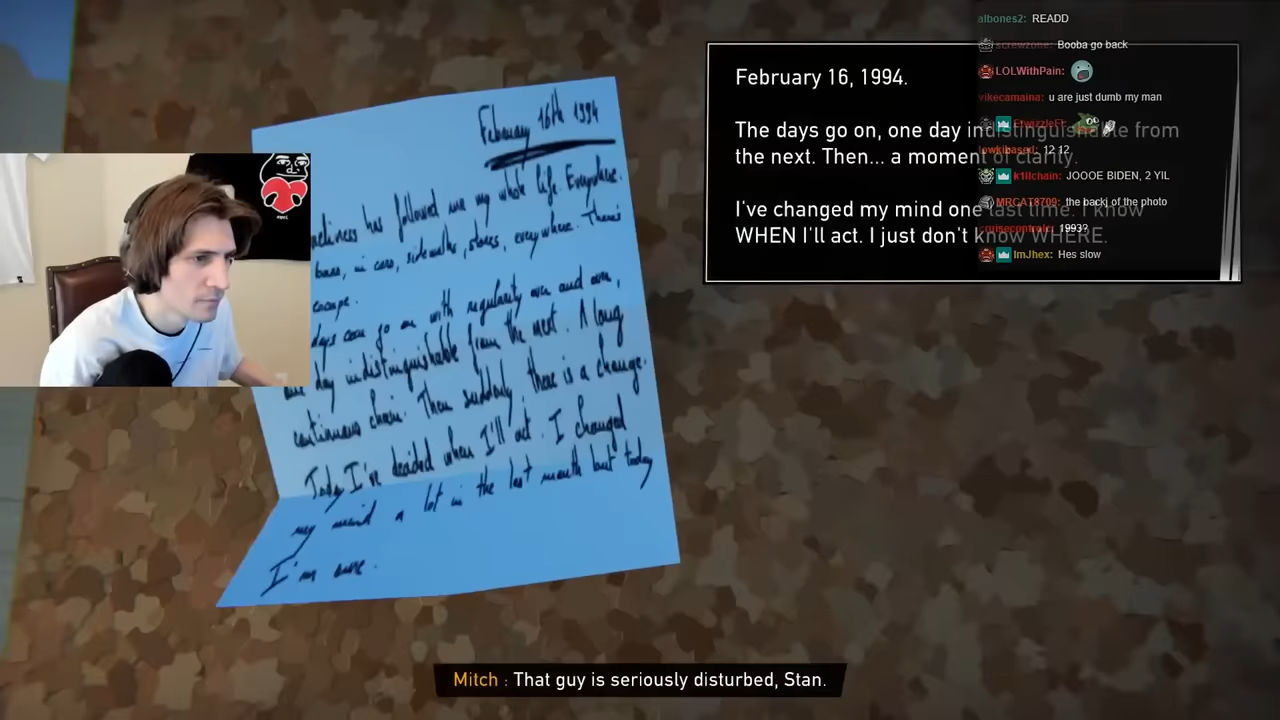 February 16th 1994
has followed me my whole life. Everywhere.
in cars, sidewalks, stores, everywhere. There's
escape.
days can go on with regularity over and over,
one day indistinguishable from the next. A long
continuous chain. Then suddenly there is a change.
Today I've decided when I'll act. I changed
my mind a lot in the last month but today
I'm sure.
February 16, 1994.
The days go on, one day indistinguishable from
the next. Then... a moment of clarity.
I've changed my mind one last time. I know
WHEN I'll act. I just don't know WHERE.
albones2: READD
screwzone: Booba go back
LOLWithPain:
vikecamaina: u are just dumb my man
12 12
k1llchain: JOOOE BIDEN, 2 YIL
MRCAT8709: the backj of the photo
1993?
ImJhex: Hes slow
Mitch : That guy is seriously disturbed, Stan.